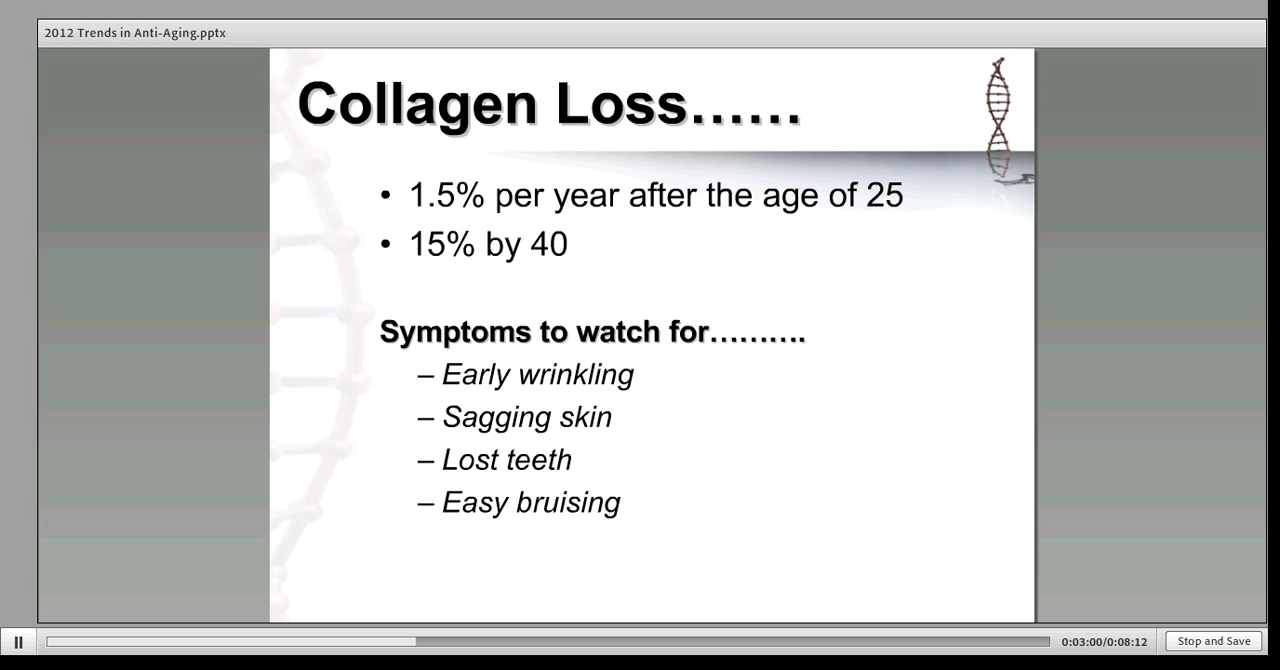 2012 Trends in Anti-Aging.pptx
Collagen Loss……
• 1.5% per year after the age of 25
• 15% by 40
Symptoms to watch for……….
– Early wrinkling
– Sagging skin
– Lost teeth
– Easy bruising
0:03:00/0:08:12
Stop and Save